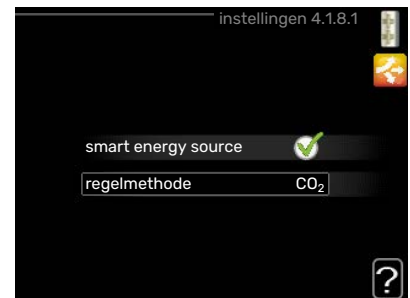 instellingen 4.1.8.1
smart energy source
regelmethode CO₂
?